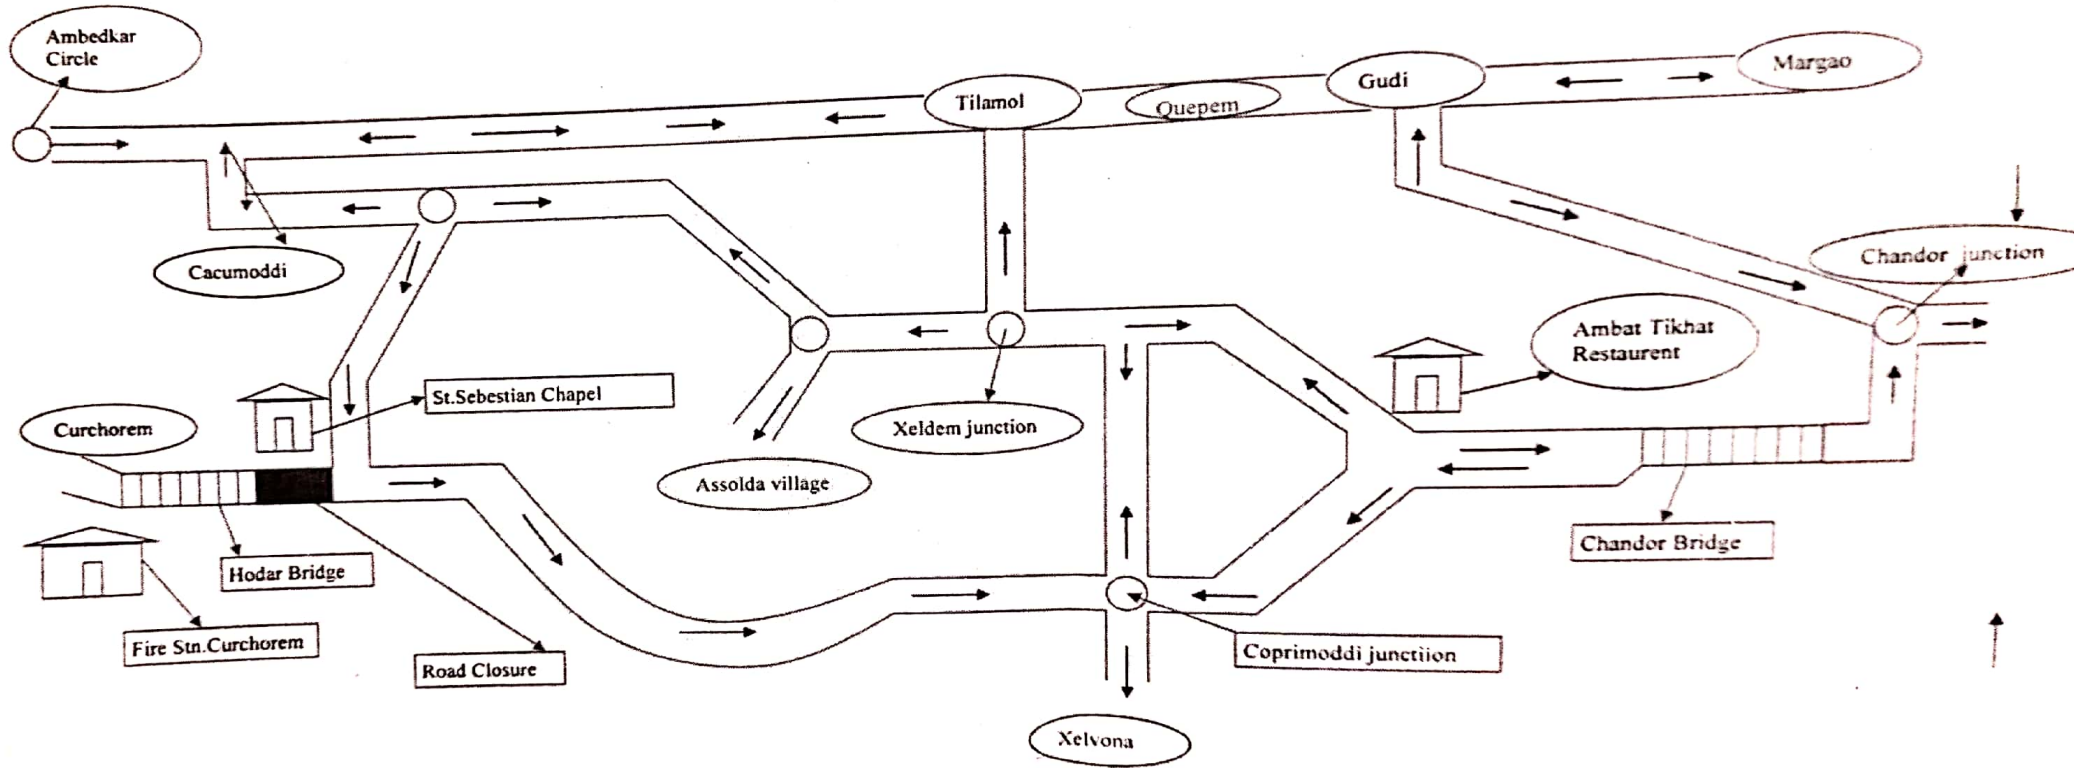 Ambedkar
Circle
Tilamol
Quepem
Gudi
Margao
Cacumoddi
Chandor junction
Ambat Tikhat
Restaurent
St.Sebestian Chapel
Curchorem
Xeldem junction
Assolda village
Hodar Bridge
Chandor Bridge
Fire Stn.Curchorem
Road Closure
Coprimoddi junctiion
Xelvona